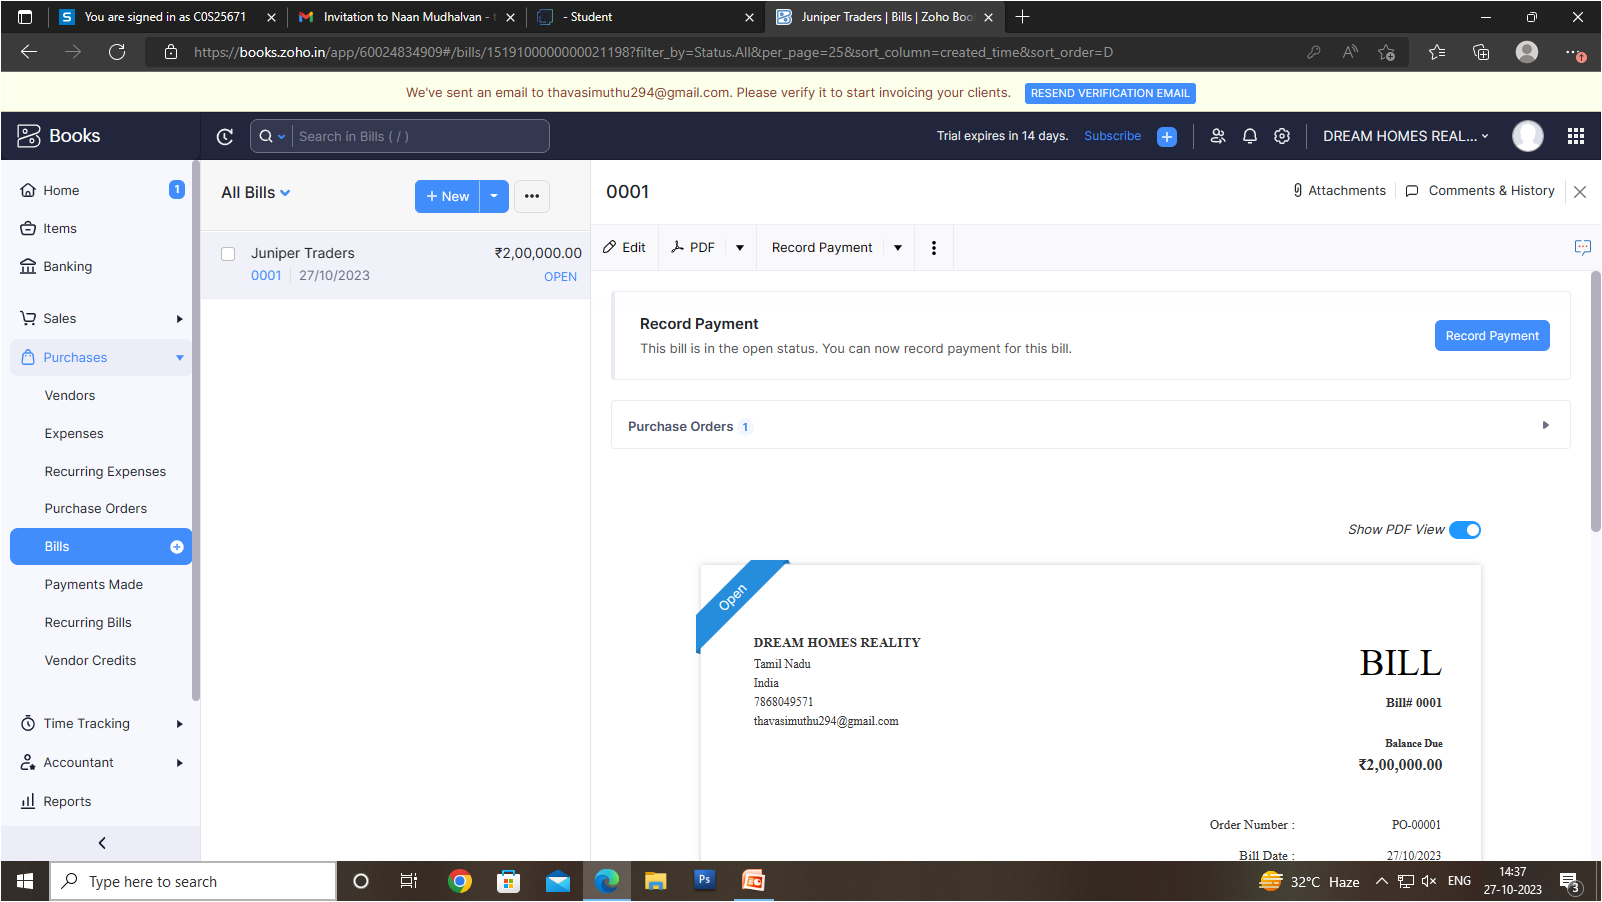 You are signed in as C0S25671
Invitation to Naan Mudhalvan - t
- Student
Juniper Traders | Bills | Zoho Boo
https://books.zoho.in/app/60024834909#/bills/1519100000000021198?filter_by=Status.All&per_page=25&sort_column=created_time&sort_order=D
We've sent an email to thavasimuthu294@gmail.com. Please verify it to start invoicing your clients. RESEND VERIFICATION EMAIL
Books
Search in Bills ( / )
Trial expires in 14 days. Subscribe
DREAM HOMES REAL...
Home 1
Items
Banking
Sales
Purchases
Vendors
Expenses
Recurring Expenses
Purchase Orders
Bills
Payments Made
Recurring Bills
Vendor Credits
Time Tracking
Accountant
Reports
All Bills
+ New
Juniper Traders ₹2,00,000.00
0001 27/10/2023 OPEN
0001
Attachments Comments & History
Edit PDF Record Payment
Record Payment
This bill is in the open status. You can now record payment for this bill.
Record Payment
Purchase Orders 1
Show PDF View
Open
DREAM HOMES REALITY
Tamil Nadu
India
7868049571
thavasimuthu294@gmail.com
BILL
Bill# 0001
Balance Due
₹2,00,000.00
Order Number : PO-00001
Bill Date : 27/10/2023
Type here to search
Ps
32°C Haze
ENG
14:37
27-10-2023
3